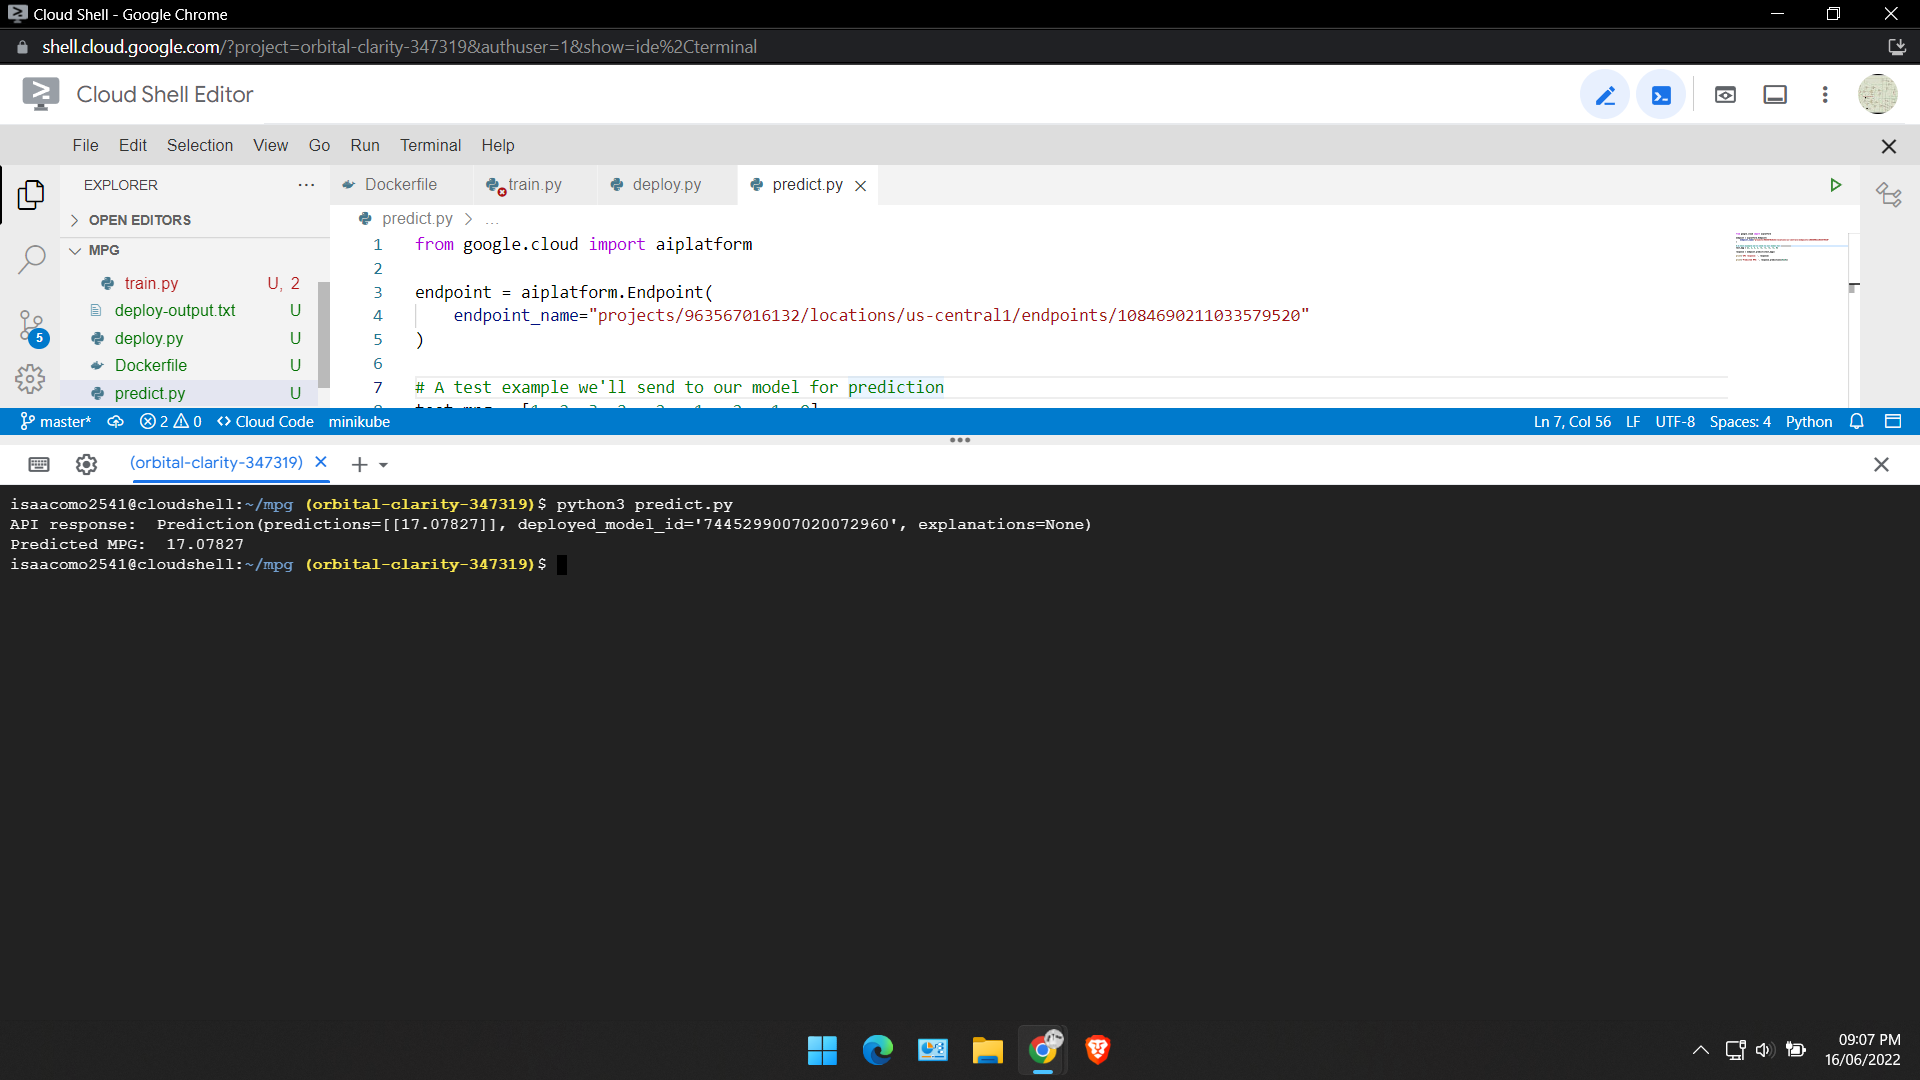 Cloud Shell - Google Chrome
shell.cloud.google.com/?project=orbital-clarity-347319&authuser=1&show=ide%2Cterminal
Cloud Shell Editor
File Edit Selection View Go Run Terminal Help
EXPLORER
Dockerfile train.py deploy.py predict.py
OPEN EDITORS
predict.py > ...
MPG
train.py U, 2
deploy-output.txt U
deploy.py U
Dockerfile U
predict.py U
1 from google.cloud import aiplatform
2
3 endpoint = aiplatform.Endpoint(
4 endpoint_name="projects/963567016132/locations/us-central1/endpoints/1084690211033579520"
5 )
6
7 # A test example we'll send to our model for prediction
master* 2 0 Cloud Code minikube Ln 7, Col 56 LF UTF-8 Spaces: 4 Python
5
(orbital-clarity-347319)
isaacomo2541@cloudshell:~/mpg (orbital-clarity-347319)$ python3 predict.py
API response:  Prediction(predictions=[[17.07827]], deployed_model_id='7445299007020072960', explanations=None)
Predicted MPG:  17.07827
isaacomo2541@cloudshell:~/mpg (orbital-clarity-347319)$
09:07 PM
16/06/2022